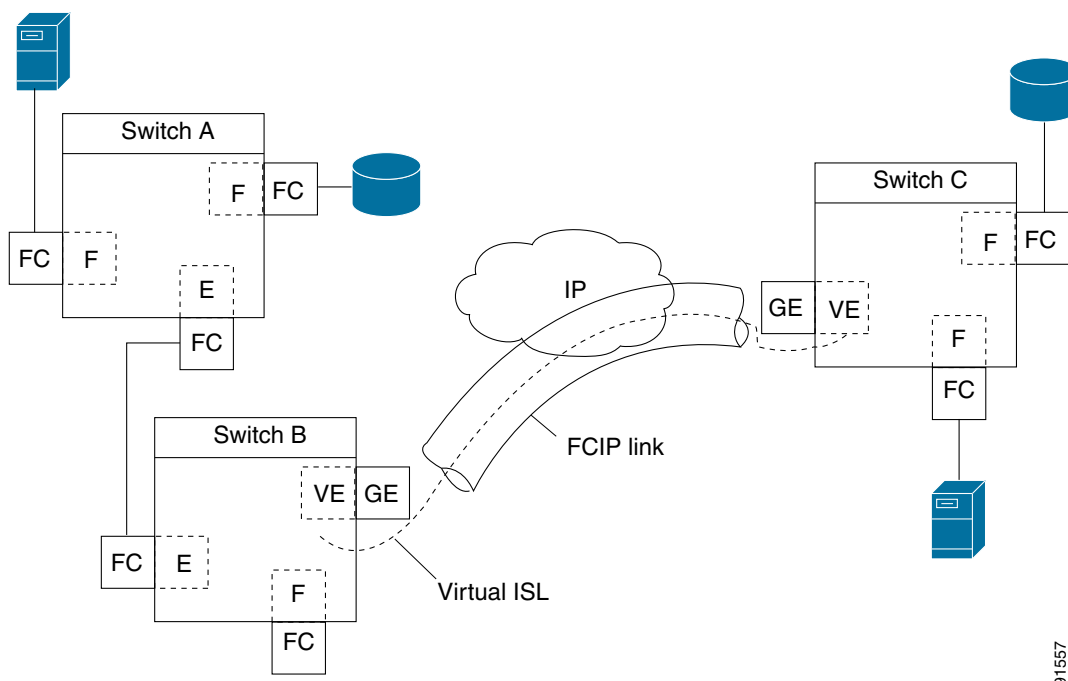 Switch A
F FC
FC F
E
FC
Switch C
F FC
IP
GE VE
F
FC
Switch B
FCIP link
VE GE
FC E
Virtual ISL
F
FC
91557